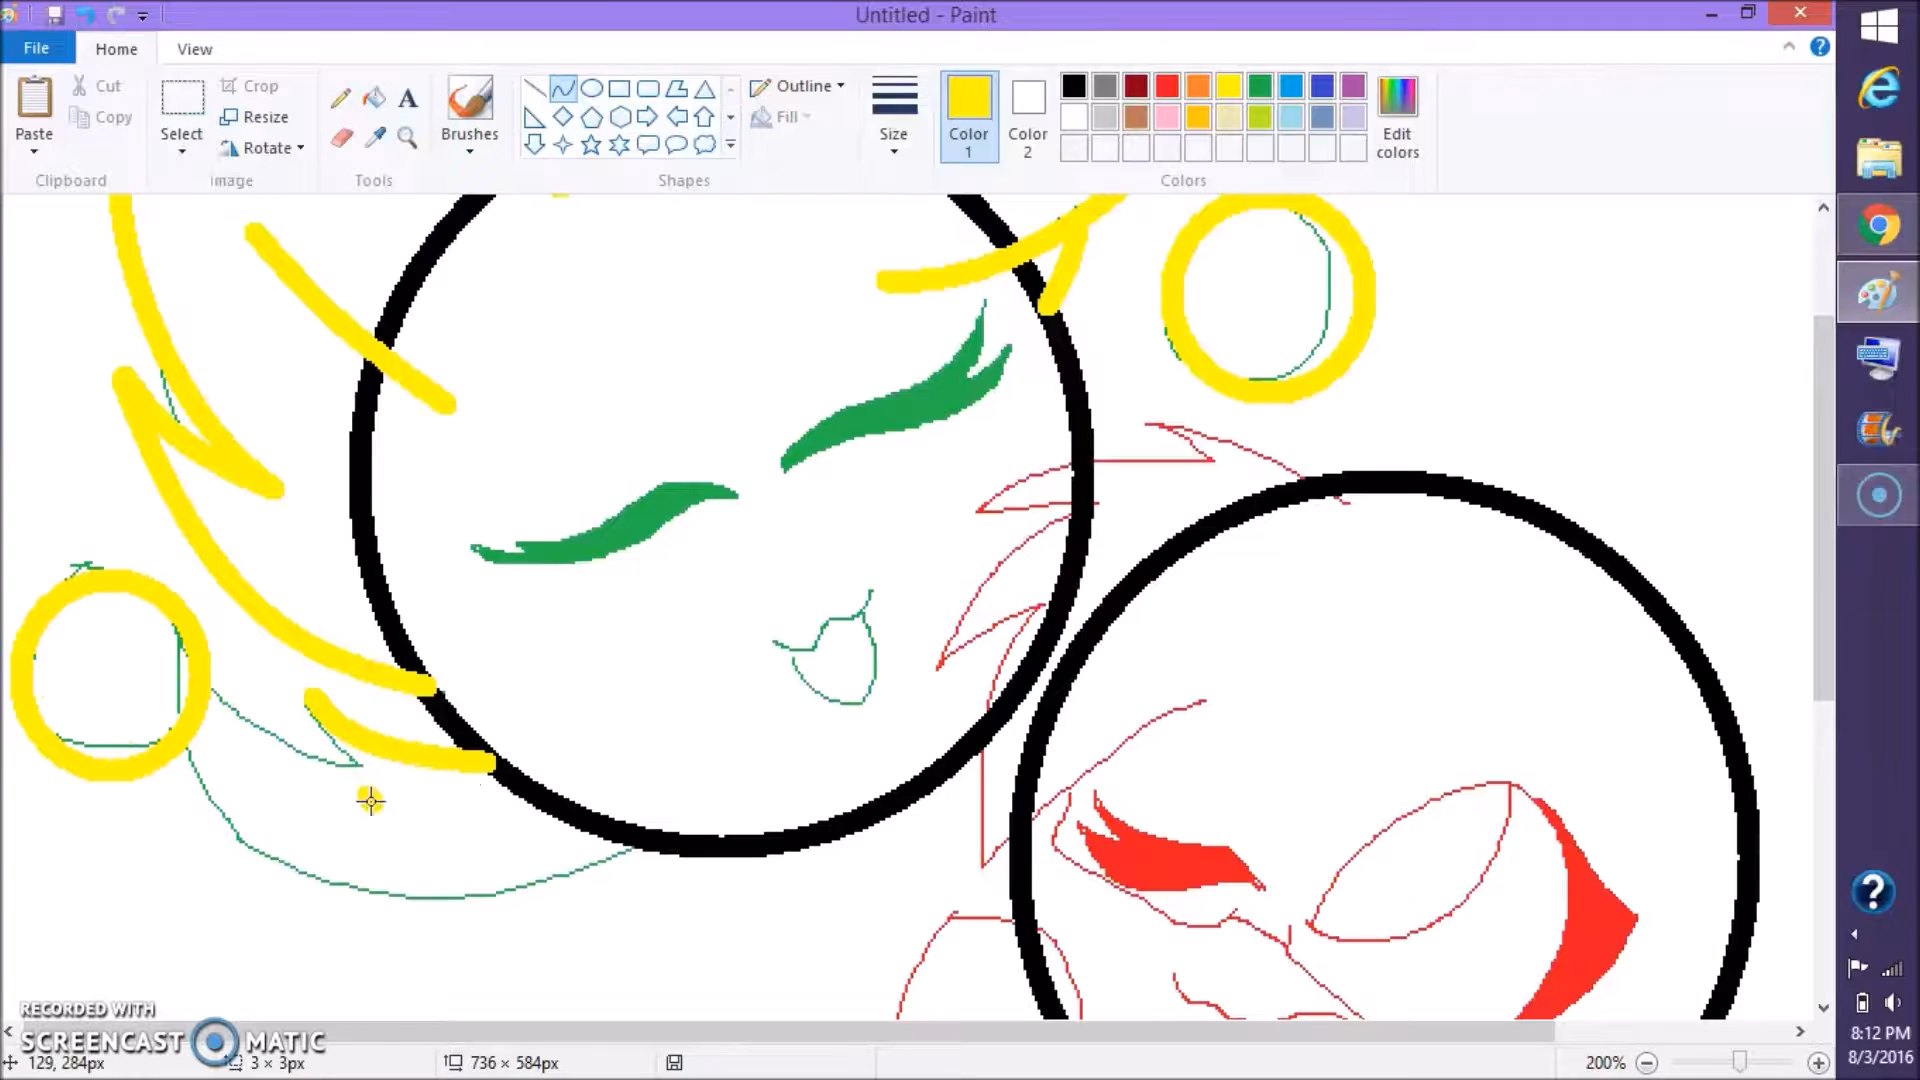 Untitled - Paint
File
Home
View
Paste
Cut
Copy
Clipboard
Select
Crop
Resize
Rotate
Image
A
Tools
Brushes
Outline
Fill
Shapes
Size
Color
1
Color
2
Edit
colors
Colors
RECORDED WITH
SCREENCAST MATIC
129, 284px
3 × 3px
736 × 584px
200%
8:12 PM
8/3/2016